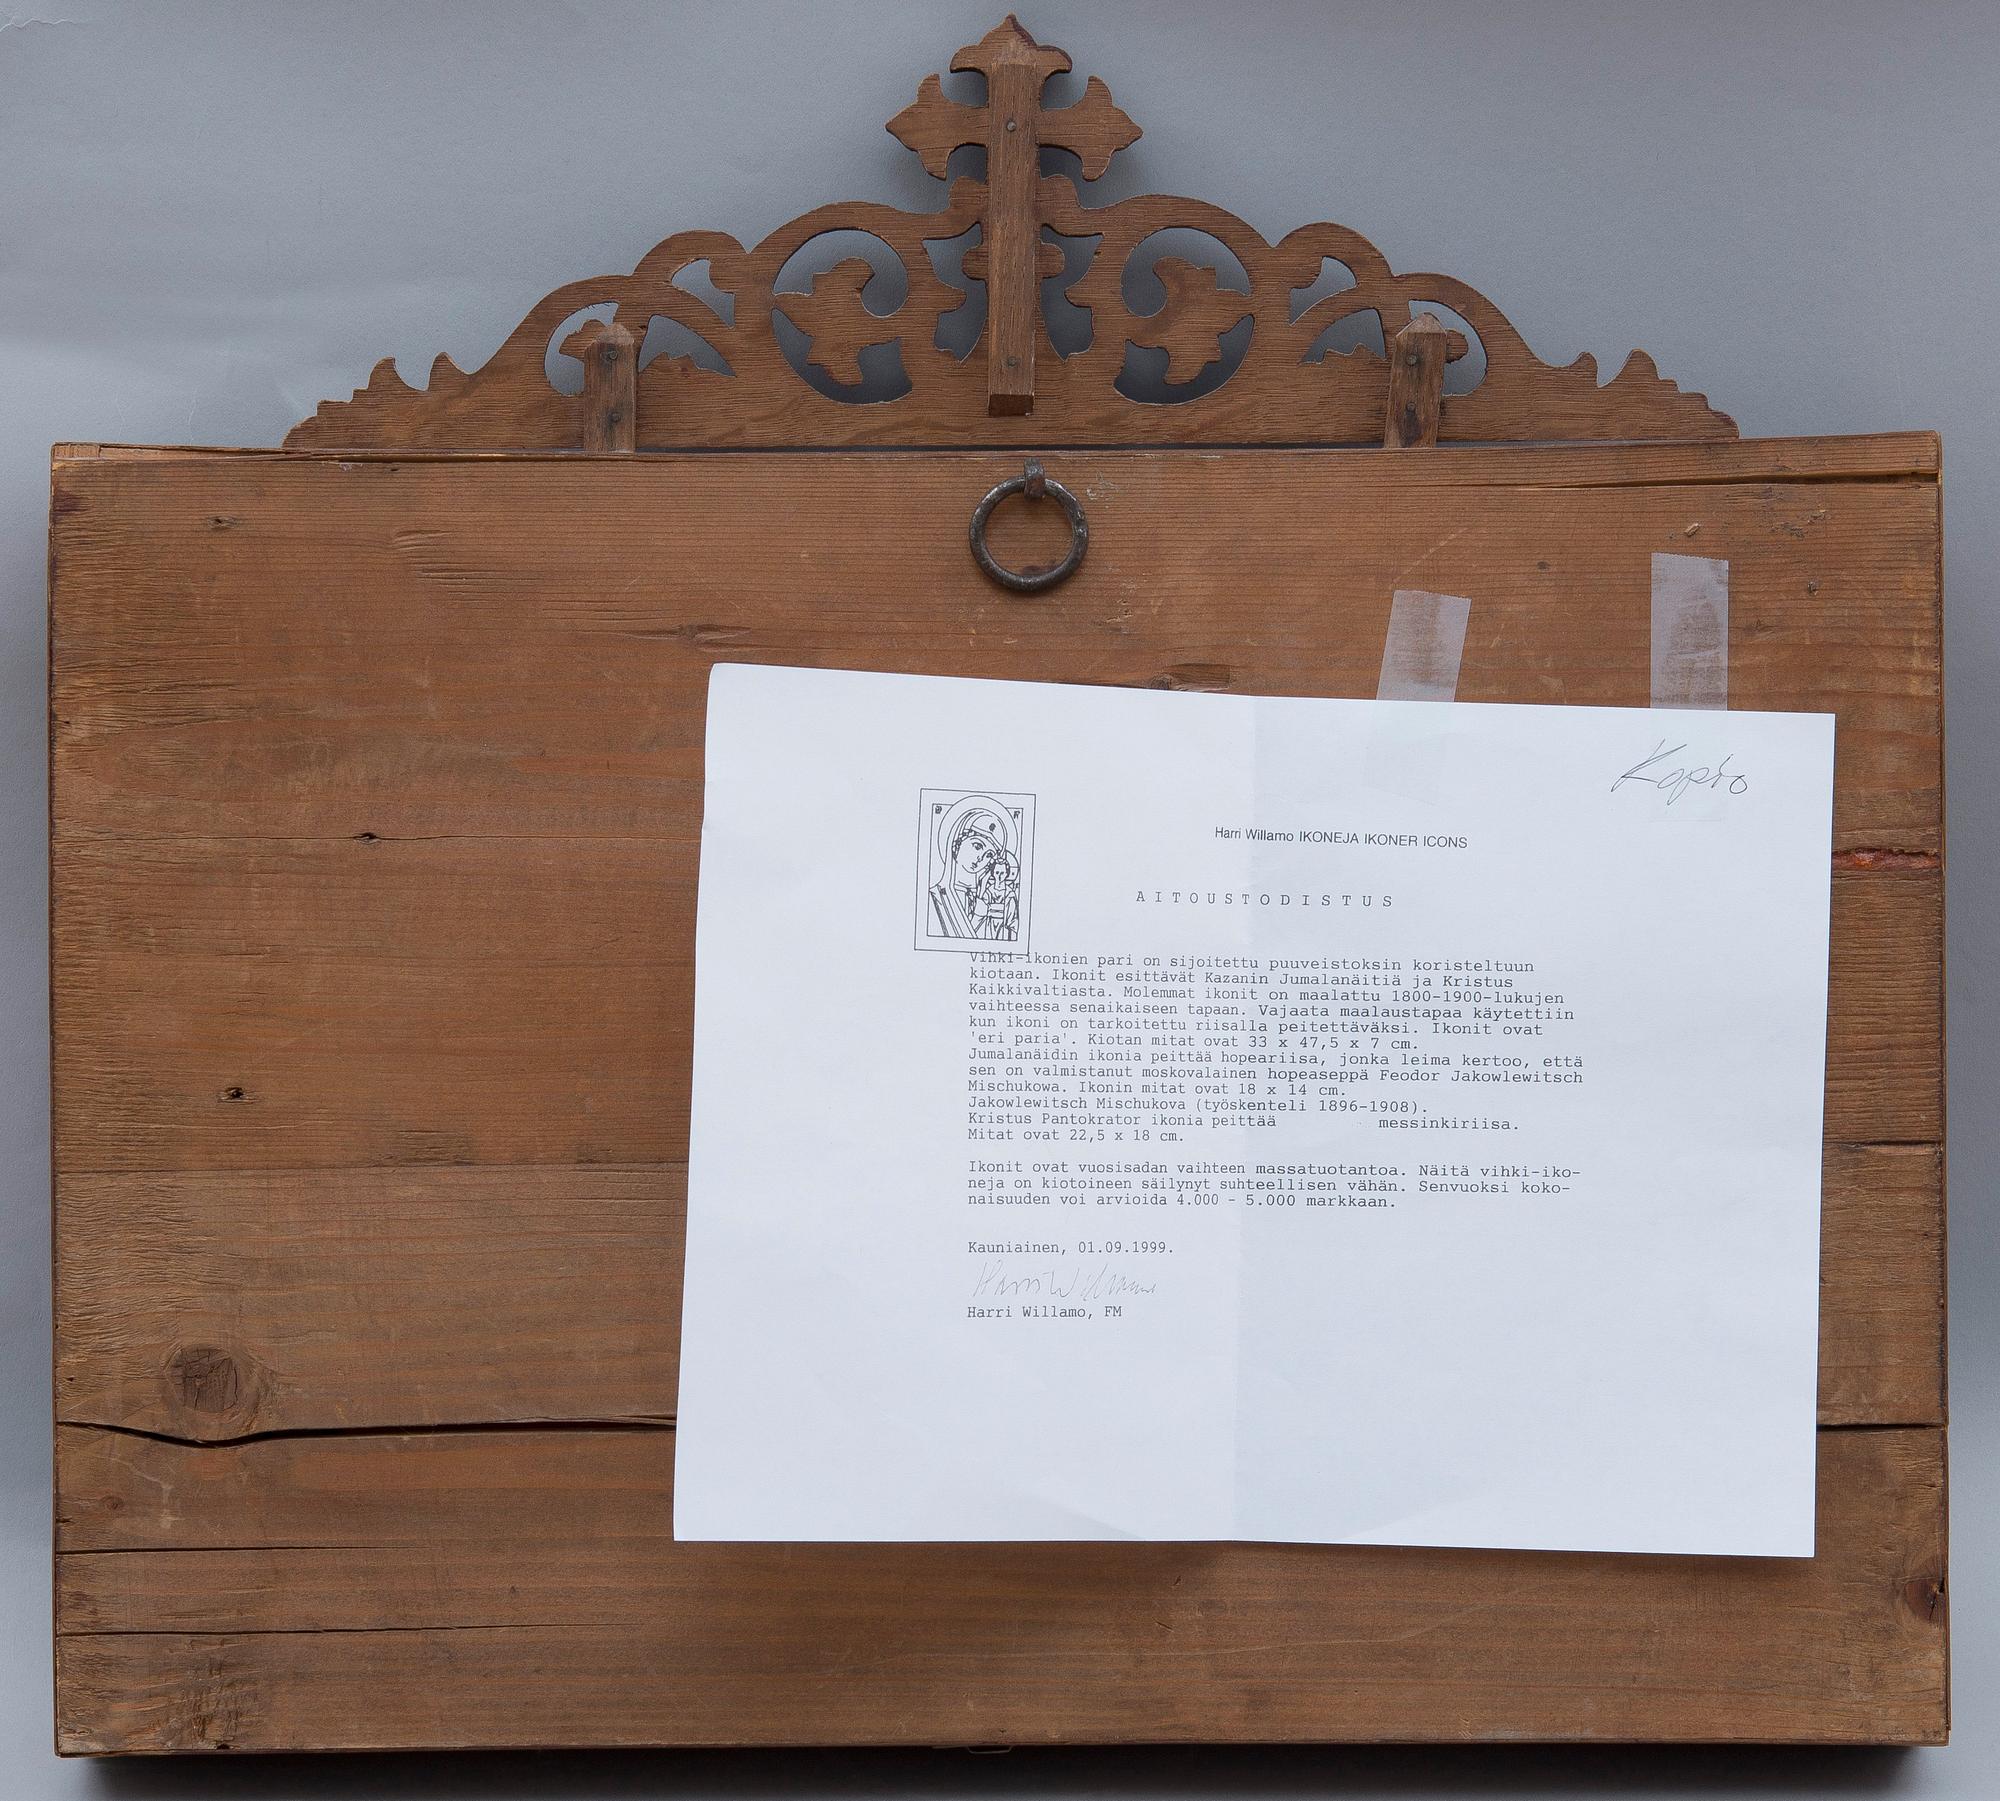 Kopio
Harri Willamo IKONEJA IKONER ICONS
AITOUSTODISTUS
Vihki-ikonien pari on sijoitettu puuveistoksin koristeltuun
kiotaan. Ikonit esittävät Kazanin Jumalanäitiä ja Kristus
Kaikkivaltiasta. Molemmat ikonit on maalattu 1800-1900-lukujen
vaihteessa senaikaiseen tapaan. Vajaata maalaustapaa käytettiin
kun ikoni on tarkoitettu riisalla peitettäväksi. Ikonit ovat
'eri paria'. Kiotan mitat ovat 33 x 47,5 x 7 cm.
Jumalanäidin ikonia peittää hopeariisa, jonka leima kertoo, että
sen on valmistanut moskovalainen hopeaseppä Feodor Jakowlewitsch
Mischukowa. Ikonin mitat ovat 18 x 14 cm.
Jakowlewitsch Mischukova (työskenteli 1896-1908).
Kristus Pantokrator ikonia peittää messinkiriisa.
Mitat ovat 22,5 x 18 cm.
Ikonit ovat vuosisadan vaihteen massatuotantoa. Näitä vihki-iko-
neja on kiotoineen säilynyt suhteellisen vähän. Senvuoksi koko-
naisuuden voi arvioida 4.000 - 5.000 markkaan.
Kauniainen, 01.09.1999.
Harri Willamo
Harri Willamo, FM